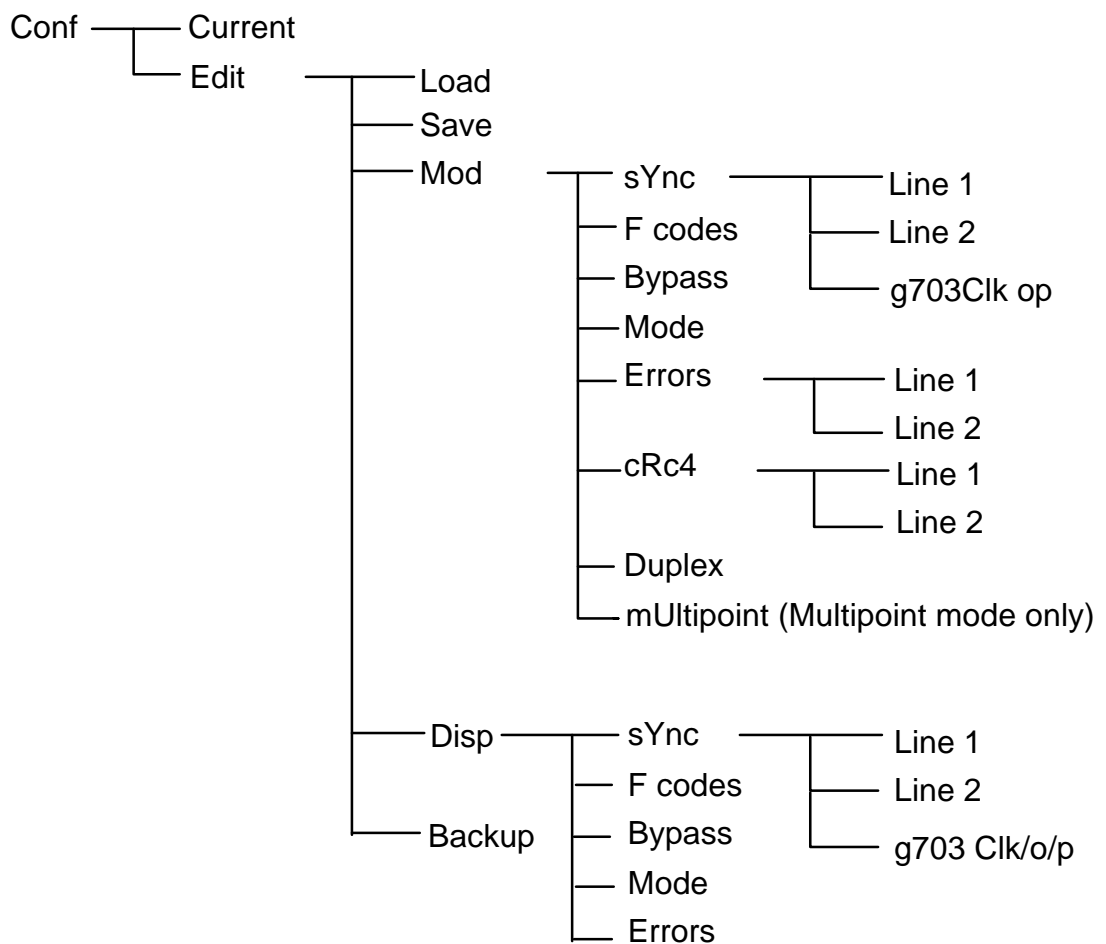 Conf
Current
Edit
Load
Save
Mod
sYnc
Line 1
Line 2
g703Clk op
F codes
Bypass
Mode
Errors
Line 1
Line 2
cRc4
Line 1
Line 2
Duplex
mUltipoint (Multipoint mode only)
Disp
sYnc
Line 1
Line 2
g703 Clk/o/p
F codes
Bypass
Mode
Errors
Backup